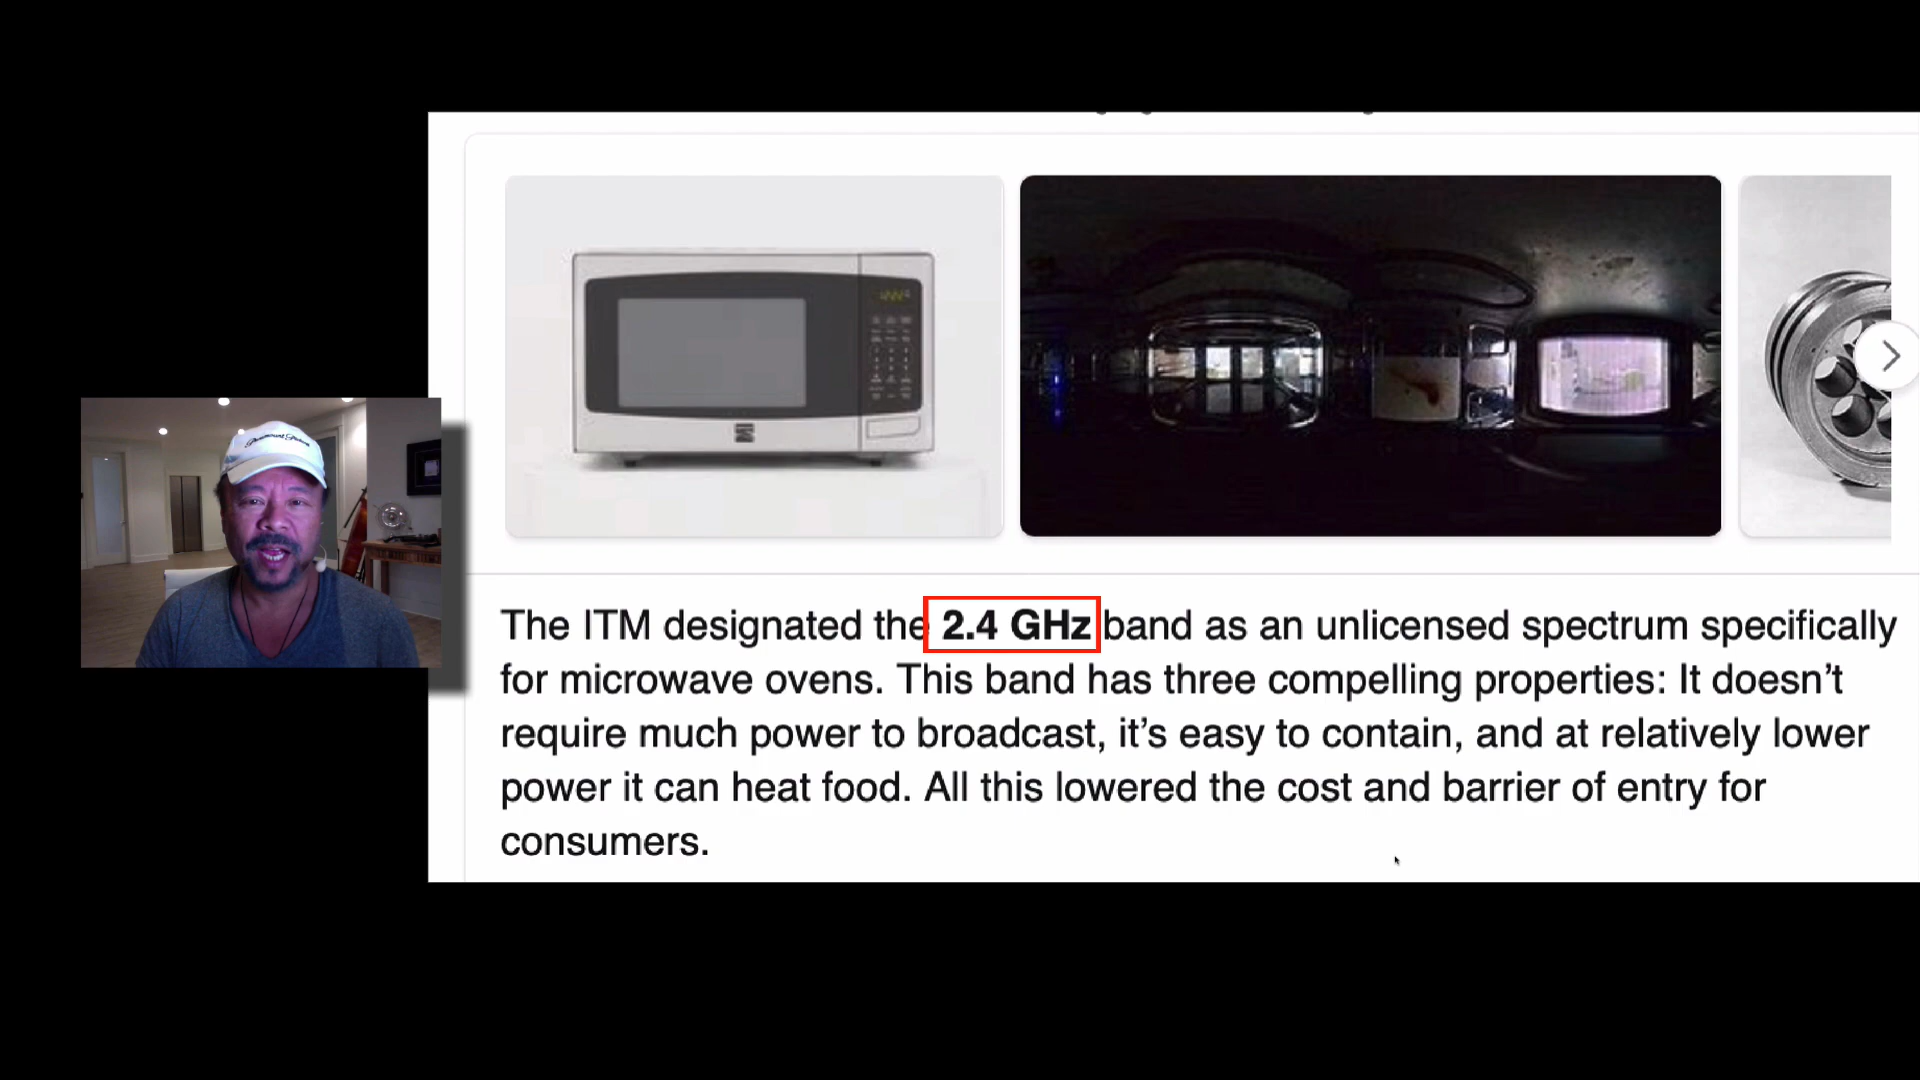 The ITM designated the 2.4 GHz band as an unlicensed spectrum specifically
for microwave ovens. This band has three compelling properties: It doesn’t
require much power to broadcast, it’s easy to contain, and at relatively lower
power it can heat food. All this lowered the cost and barrier of entry for
consumers.